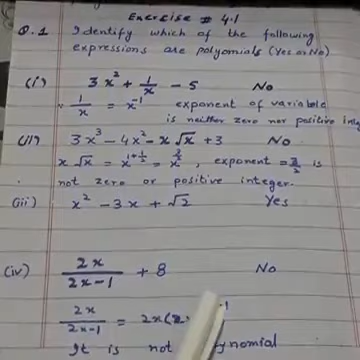 Exercise # 4.1
Q.1 Identify which of the following
expressions are polyomials (Yes or No)
(i) 3x² + 1/x - 5 No
∵ 1/x = x⁻¹ exponent of variable
is neither zero nor positive
(ii) 3x³ - 4x² - x√x + 3 No
x√x = x^(1+1/2) = x^(3/2), exponent = 3/2 is
not zero or positive integer.
(iii) x² - 3x + √2 Yes
(iv) 2x/(2x-1) + 8 No
2x/(2x-1) = 2x(2
It is not